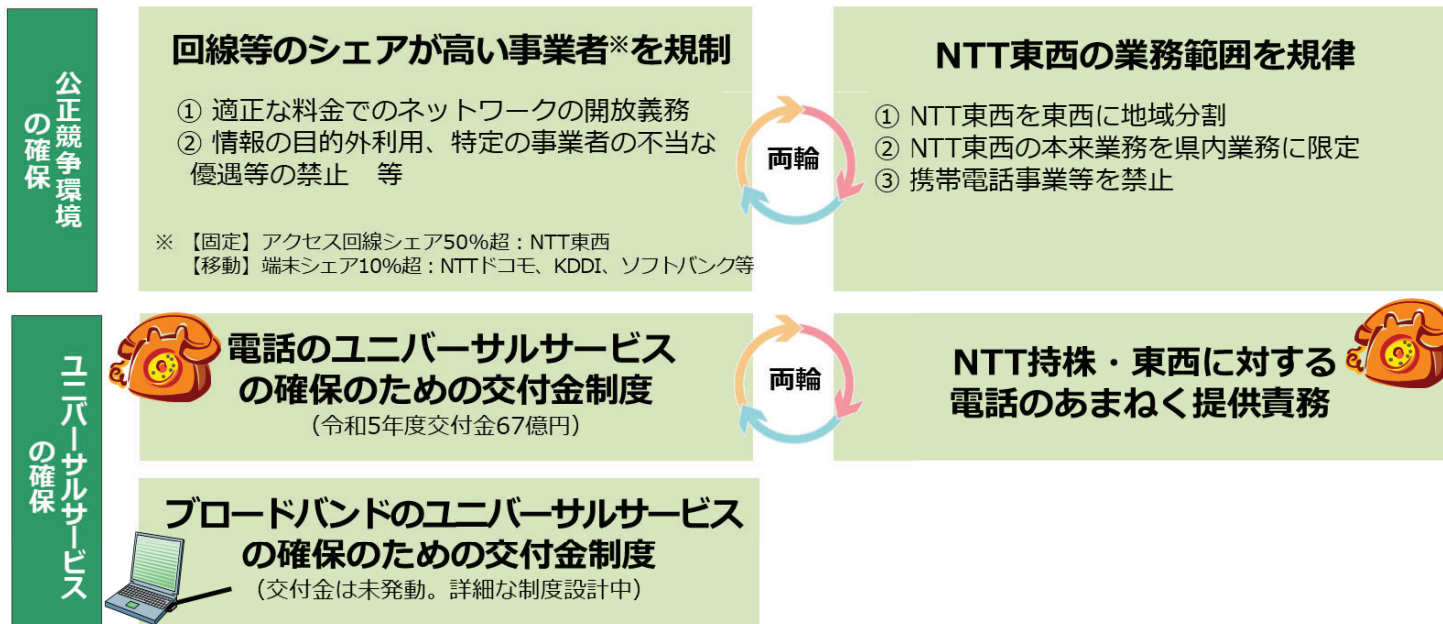 公正競争環境
の確保
回線等のシェアが高い事業者※を規制
① 適正な料金でのネットワークの開放義務
② 情報の目的外利用、特定の事業者の不当な
優遇等の禁止　等
※ 【固定】アクセス回線シェア50%超：NTT東西
【移動】端末シェア10%超：NTTドコモ、KDDI、ソフトバンク等
両輪
NTT東西の業務範囲を規律
① NTT東西を東西に地域分割
② NTT東西の本来業務を県内業務に限定
③ 携帯電話事業等を禁止
ユニバーサルサービス
の確保
電話のユニバーサルサービス
の確保のための交付金制度
（令和5年度交付金67億円）
両輪
NTT持株・東西に対する
電話のあまねく提供責務
ブロードバンドのユニバーサルサービス
の確保のための交付金制度
（交付金は未発動。詳細な制度設計中）